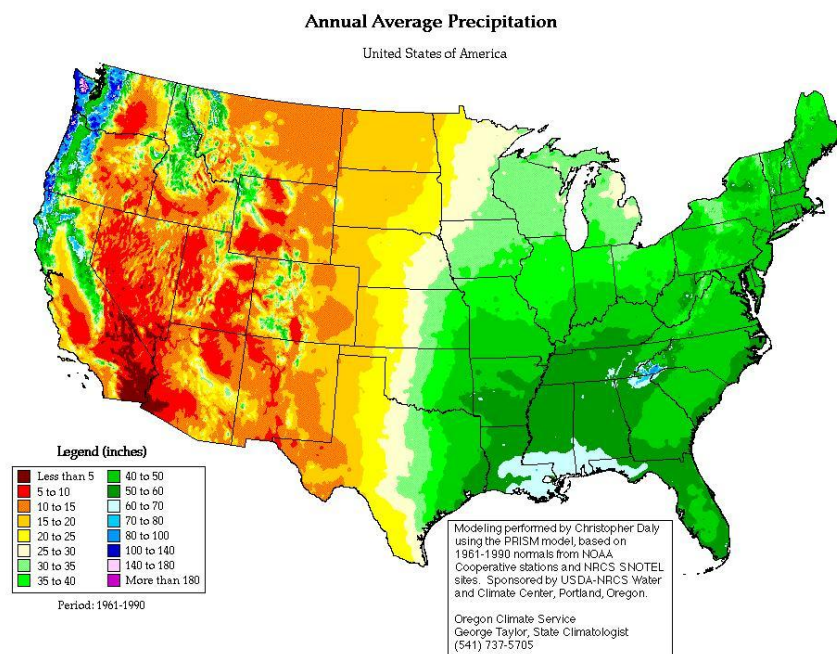 Annual Average Precipitation
United States of America
Legend (inches)
Less than 5
5 to 10
10 to 15
15 to 20
20 to 25
25 to 30
30 to 35
35 to 40
40 to 50
50 to 60
60 to 70
70 to 80
80 to 100
100 to 140
140 to 180
More than 180
Period: 1961-1990
Modeling performed by Christopher Daly
using the PRISM model, based on
1961-1990 normals from NOAA
Cooperative stations and NRCS SNOTEL
sites. Sponsored by USDA-NRCS Water
and Climate Center, Portland, Oregon.
Oregon Climate Service
George Taylor, State Climatologist
(541) 737-5705